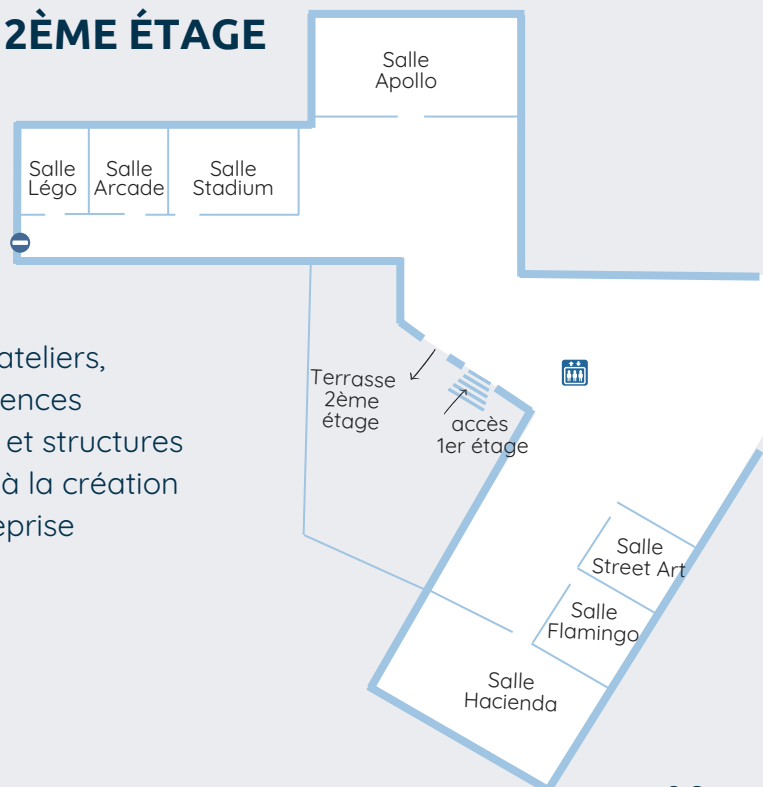 2ÈME ÉTAGE
Salle
Apollo
Salle
Légo
Salle
Arcade
Salle
Stadium
ateliers,
ences
et structures
à la création
eprise
Terrasse
2ème
étage
accès
1er étage
Salle
Street Art
Salle
Flamingo
Salle
Hacienda